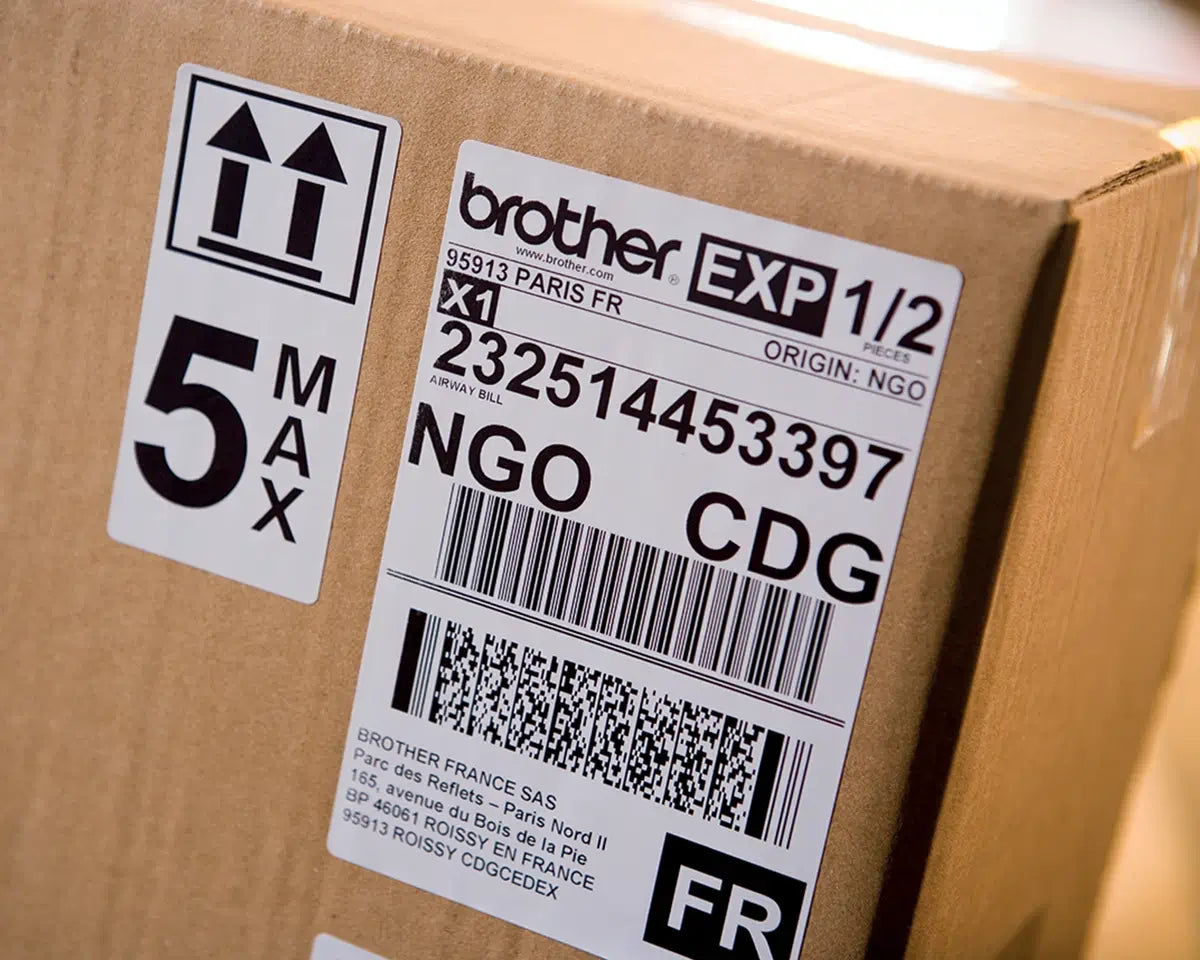 5 MAX
brother
www.brother.com
EXP 1/2
PIECES
95913 PARIS FR
ORIGIN: NGO
X1
232514453397
AIRWAY BILL
NGO CDG
BROTHER FRANCE SAS
Parc des Reflets – Paris Nord II
165, avenue du Bois de la Pie
BP 46061 ROISSY EN FRANCE
95913 ROISSY CDGCEDEX
FR